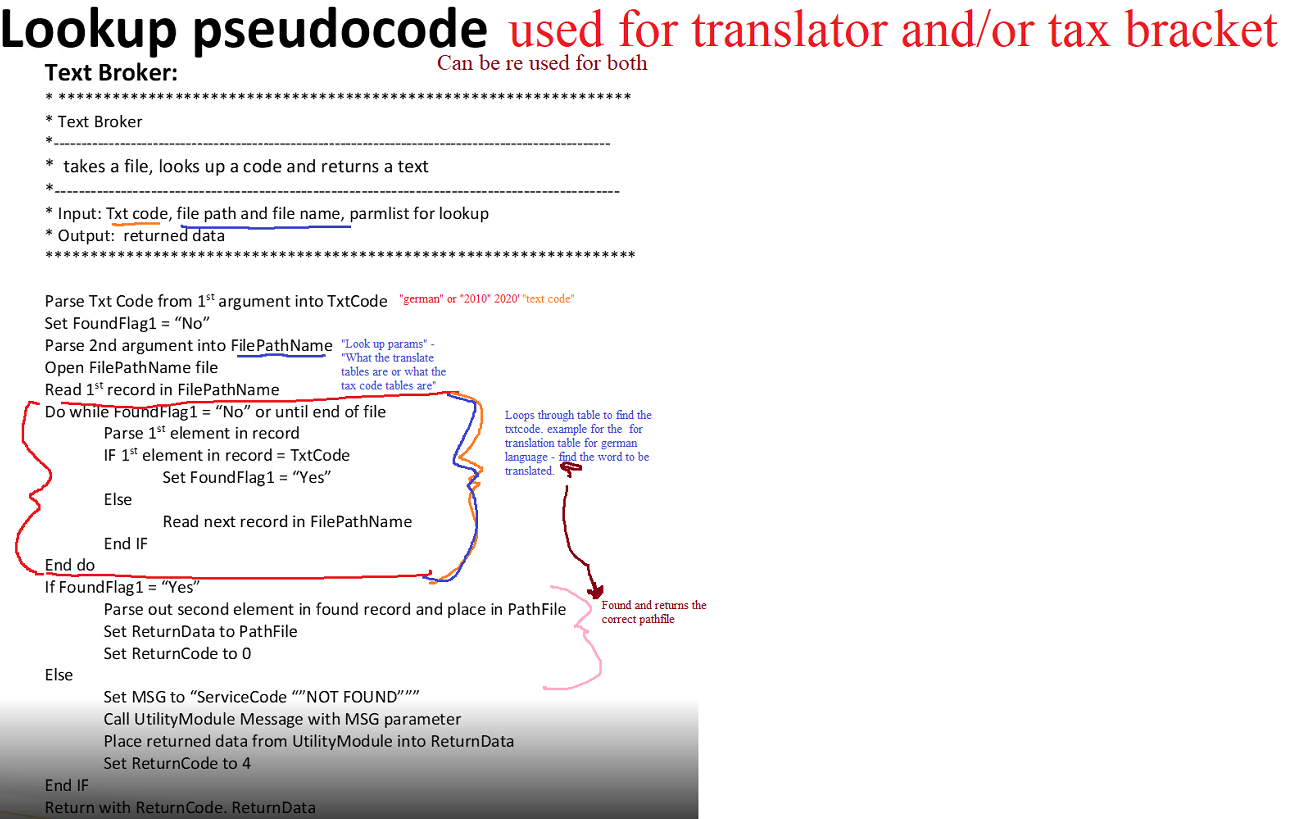 Lookup pseudocode used for translator and/or tax bracket
Can be re used for both
Text Broker:
* ****************************************************************
* Text Broker
*----------------------------------------------------------------------------------------------------
* takes a file, looks up a code and returns a text
*------------------------------------------------------------------------------------------------------
* Input: Txt code, file path and file name, parmlist for lookup
* Output: returned data
******************************************************************
Parse Txt Code from 1st argument into TxtCode
"german" or "2010" 2020' "text code"
Set FoundFlag1 = “No”
Parse 2nd argument into FilePathName
Open FilePathName file
Read 1st record in FilePathName
"Look up params" -
"What the translate
tables are or what the
tax code tables are"
Do while FoundFlag1 = “No” or until end of file
Parse 1st element in record
IF 1st element in record = TxtCode
Set FoundFlag1 = “Yes”
Else
Read next record in FilePathName
End IF
End do
Loops through table to find the
txtcode. example for the for
translation table for german
language - find the word to be
translated.
If FoundFlag1 = “Yes”
Parse out second element in found record and place in PathFile
Set ReturnData to PathFile
Set ReturnCode to 0
Found and returns the
correct pathfile
Else
Set MSG to “ServiceCode “”NOT FOUND”””
Call UtilityModule Message with MSG parameter
Place returned data from UtilityModule into ReturnData
Set ReturnCode to 4
End IF
Return with ReturnCode. ReturnData